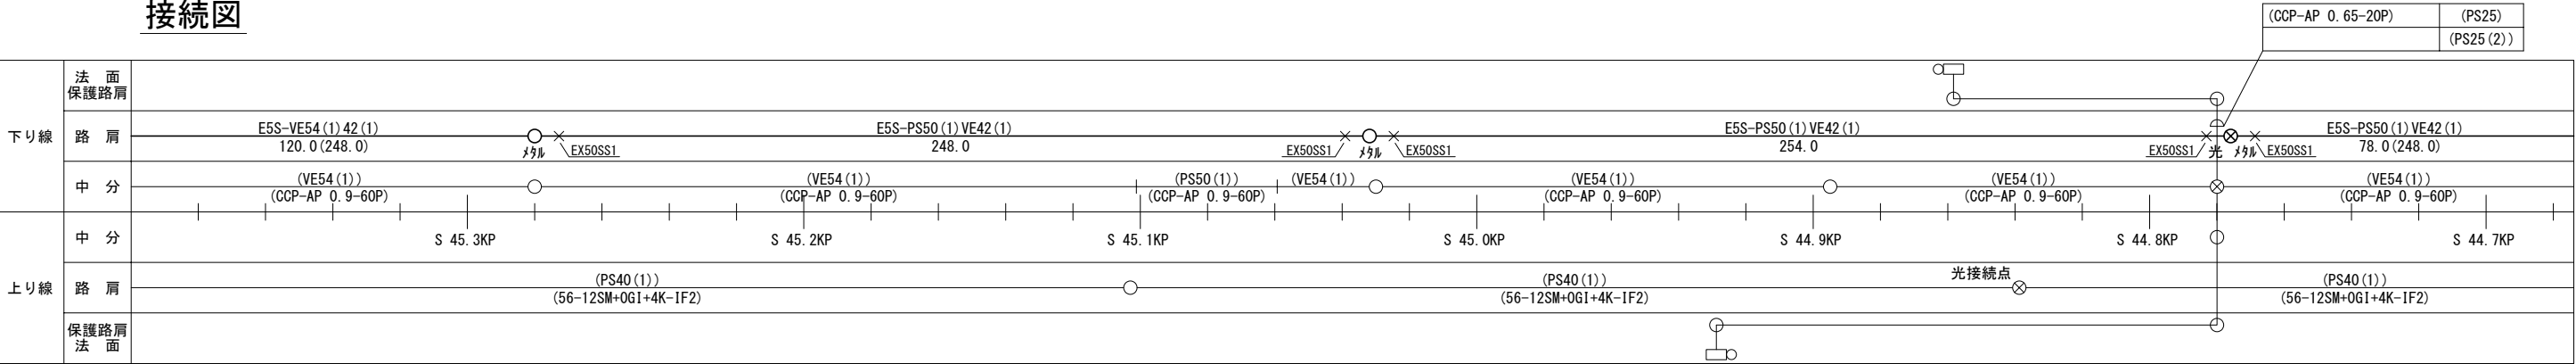 接続図
(CCP-AP 0.65-20P) (PS25)
(PS25(2))
下り線
法 面
保護路肩
路 肩
E5S-VE54(1)42(1)
120.0(248.0)
メタル
EX50SS1
E5S-PS50(1)VE42(1)
248.0
EX50SS1
メタル
EX50SS1
E5S-PS50(1)VE42(1)
254.0
EX50SS1
光
メタル
EX50SS1
E5S-PS50(1)VE42(1)
78.0(248.0)
中 分
(VE54(1))
(CCP-AP 0.9-60P)
(VE54(1))
(CCP-AP 0.9-60P)
(PS50(1))
(CCP-AP 0.9-60P)
(VE54(1))
(VE54(1))
(CCP-AP 0.9-60P)
(VE54(1))
(CCP-AP 0.9-60P)
(VE54(1))
(CCP-AP 0.9-60P)
上り線
中 分
S 45.3KP
S 45.2KP
S 45.1KP
S 45.0KP
S 44.9KP
S 44.8KP
S 44.7KP
路 肩
(PS40(1))
(56-12SM+OGI+4K-IF2)
(PS40(1))
(56-12SM+OGI+4K-IF2)
光接続点
(PS40(1))
(56-12SM+OGI+4K-IF2)
保護路肩
法 面